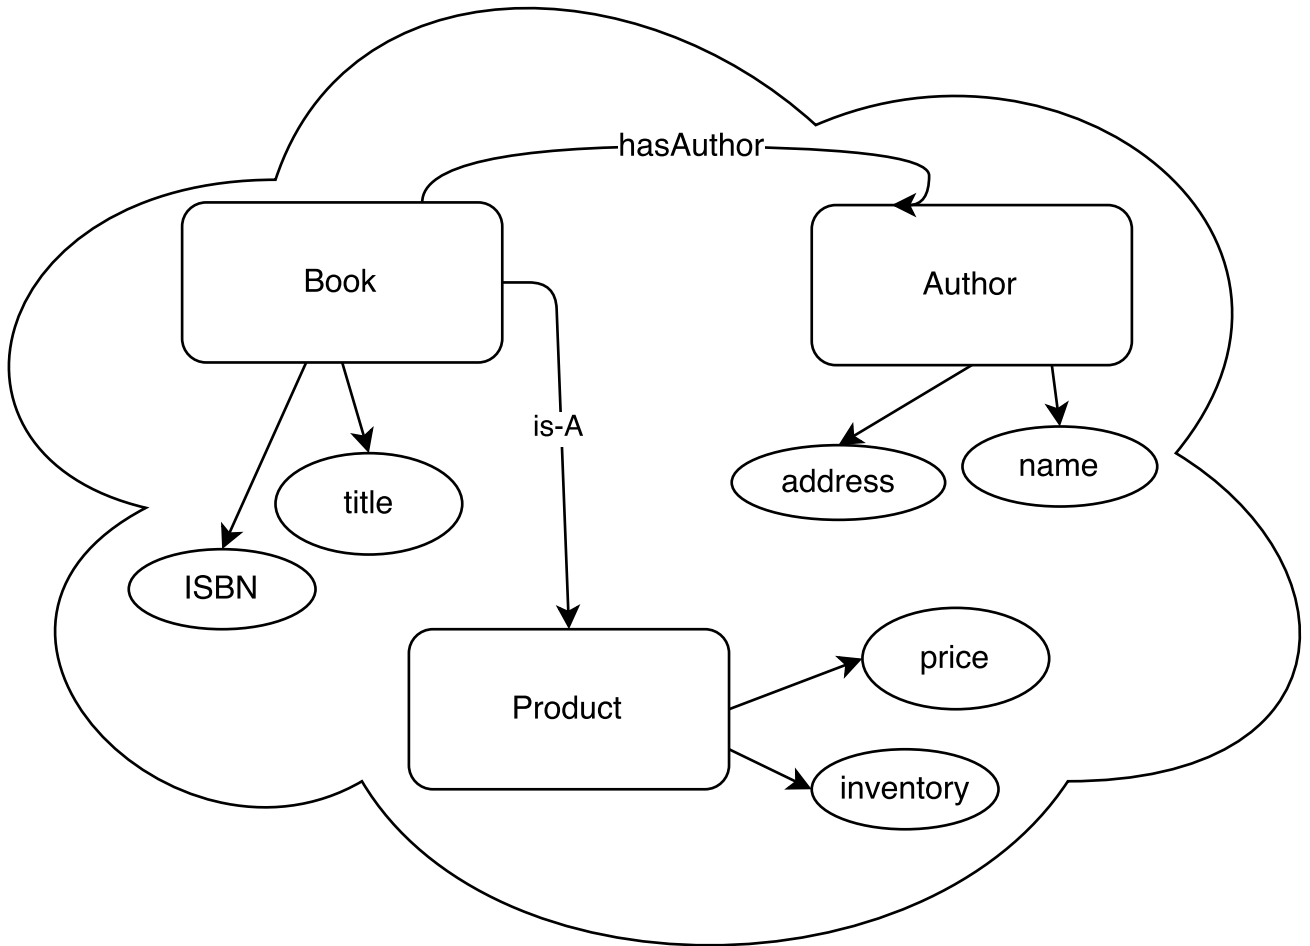 hasAuthor
Book
Author
is-A
address
name
title
ISBN
Product
price
inventory